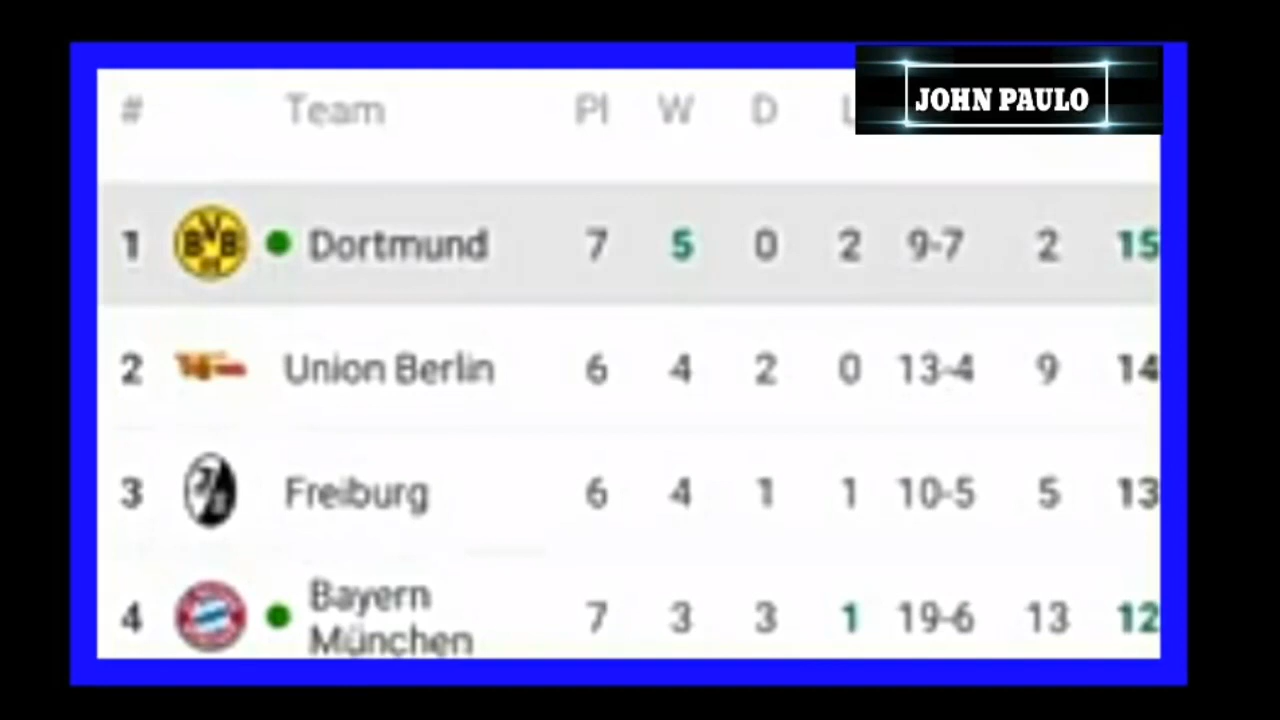 # Team Pl W D L
JOHN PAULO
1 BVB 09 Dortmund 7 5 0 2 9-7 2 15
2 Union Berlin 6 4 2 0 13-4 9 14
3 Freiburg 6 4 1 1 10-5 5 13
4 Bayern München 7 3 3 1 19-6 13 12